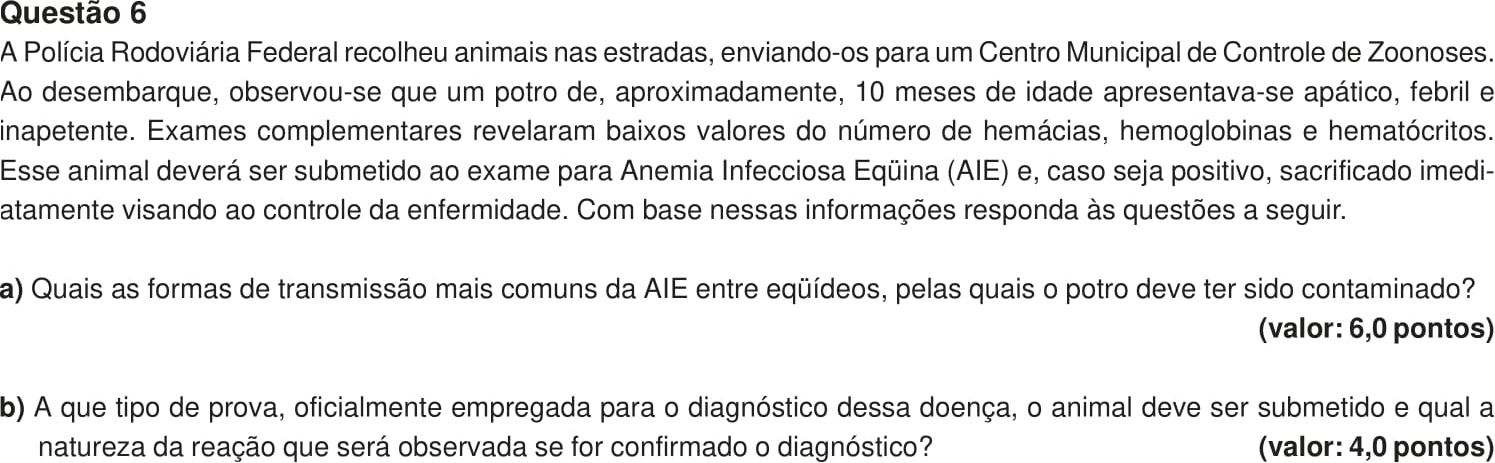 Questão 6
A Polícia Rodoviária Federal recolheu animais nas estradas, enviando-os para um Centro Municipal de Controle de Zoonoses.
Ao desembarque, observou-se que um potro de, aproximadamente, 10 meses de idade apresentava-se apático, febril e
inapetente. Exames complementares revelaram baixos valores do número de hemácias, hemoglobinas e hematócritos.
Esse animal deverá ser submetido ao exame para Anemia Infecciosa Eqüina (AIE) e, caso seja positivo, sacrificado imedi-
atamente visando ao controle da enfermidade. Com base nessas informações responda às questões a seguir.
a) Quais as formas de transmissão mais comuns da AIE entre eqüídeos, pelas quais o potro deve ter sido contaminado?
(valor: 6,0 pontos)
b) A que tipo de prova, oficialmente empregada para o diagnóstico dessa doença, o animal deve ser submetido e qual a
natureza da reação que será observada se for confirmado o diagnóstico? (valor: 4,0 pontos)